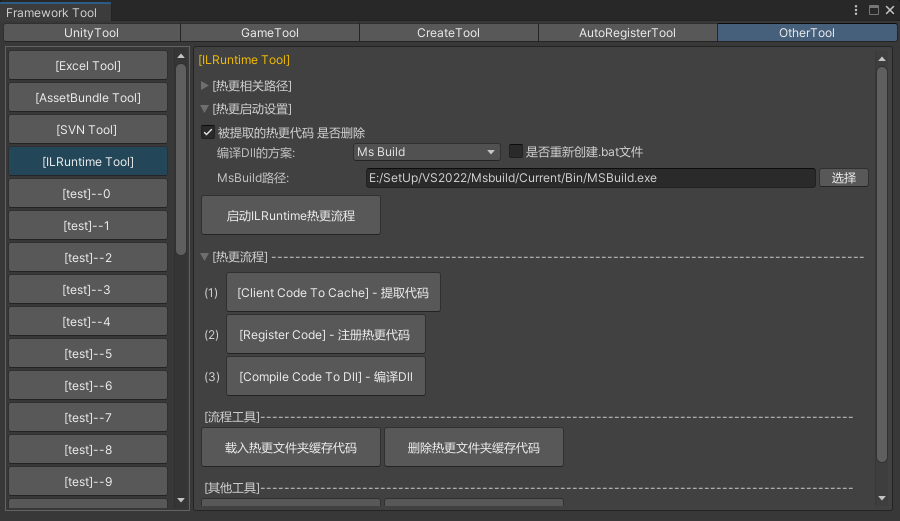 Framework Tool
UnityTool GameTool CreateTool AutoRegisterTool OtherTool
[Excel Tool]
[AssetBundle Tool]
[SVN Tool]
[ILRuntime Tool]
[test]--0
[test]--1
[test]--2
[test]--3
[test]--4
[test]--5
[test]--6
[test]--7
[test]--8
[test]--9
[ILRuntime Tool]
[热更相关路径]
[热更启动设置]
被提取的热更代码 是否删除
编译Dll的方案: Ms Build 是否重新创建.bat文件
MsBuild路径: E:/SetUp/VS2022/Msbuild/Current/Bin/MSBuild.exe 选择
启动ILRuntime热更流程
[热更流程] ----------------------------------------------------------------------------------------------------
(1) [Client Code To Cache] - 提取代码
(2) [Register Code] - 注册热更代码
(3) [Compile Code To Dll] - 编译Dll
[流程工具]----------------------------------------------------------------------------------------------------
载入热更文件夹缓存代码 删除热更文件夹缓存代码
[其他工具]----------------------------------------------------------------------------------------------------